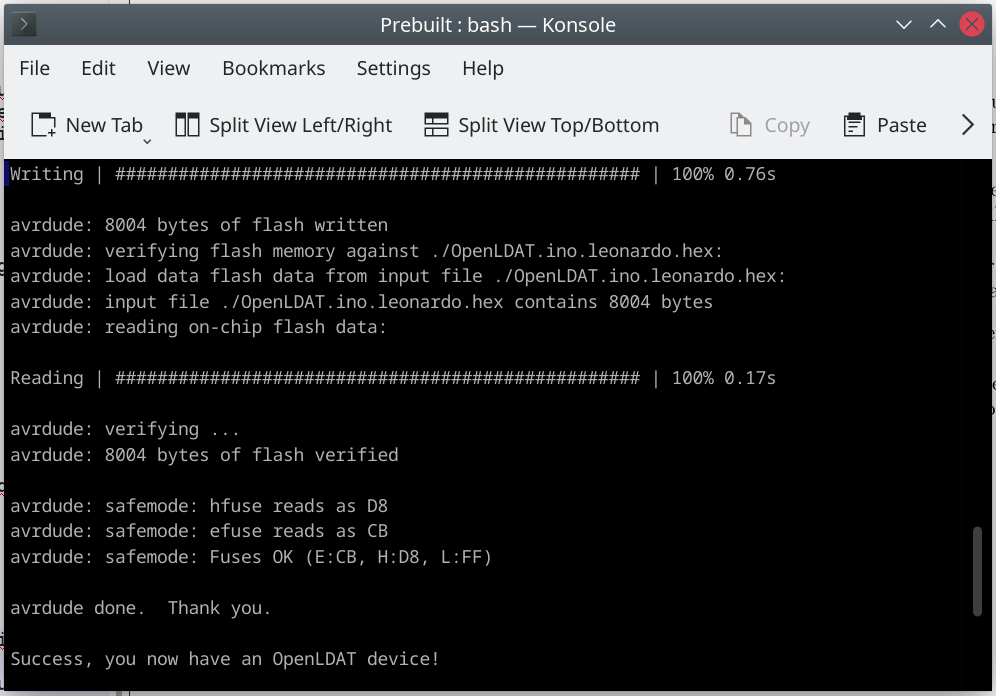 Prebuilt : bash — Konsole
File Edit View Bookmarks Settings Help
New Tab Split View Left/Right Split View Top/Bottom Copy Paste
Writing | ################################################## | 100% 0.76s
avrdude: 8004 bytes of flash written
avrdude: verifying flash memory against ./OpenLDAT.ino.leonardo.hex:
avrdude: load data flash data from input file ./OpenLDAT.ino.leonardo.hex:
avrdude: input file ./OpenLDAT.ino.leonardo.hex contains 8004 bytes
avrdude: reading on-chip flash data:
Reading | ################################################## | 100% 0.17s
avrdude: verifying ...
avrdude: 8004 bytes of flash verified
avrdude: safemode: hfuse reads as D8
avrdude: safemode: efuse reads as CB
avrdude: safemode: Fuses OK (E:CB, H:D8, L:FF)
avrdude done.  Thank you.
Success, you now have an OpenLDAT device!